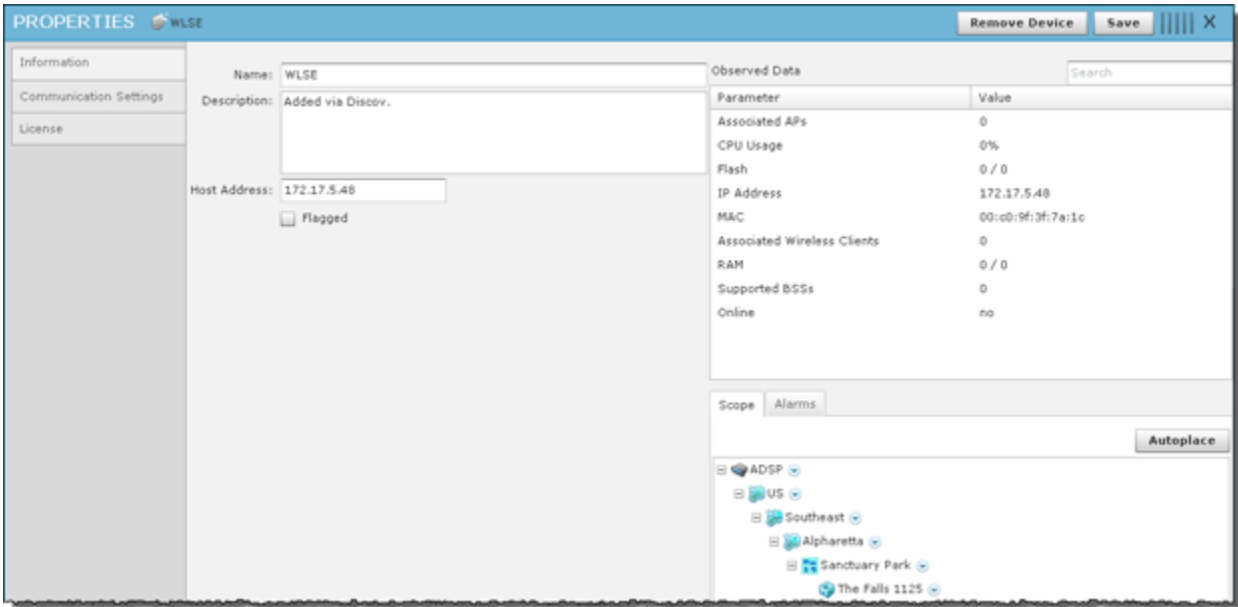 PROPERTIES WLSE
Remove Device Save X
Information
Communication Settings
License
Name: WLSE
Description: Added via Discov.
Host Address: 172.17.5.48
Flagged
Observed Data Search
Parameter Value
Associated APs 0
CPU Usage 0%
Flash 0 / 0
IP Address 172.17.5.48
MAC 00:c0:9f:3f:7a:1c
Associated Wireless Clients 0
RAM 0 / 0
Supported BSSs 0
Online no
Scope Alarms
Autoplace
ADSP
US
Southeast
Alpharetta
Sanctuary Park
The Falls 1125